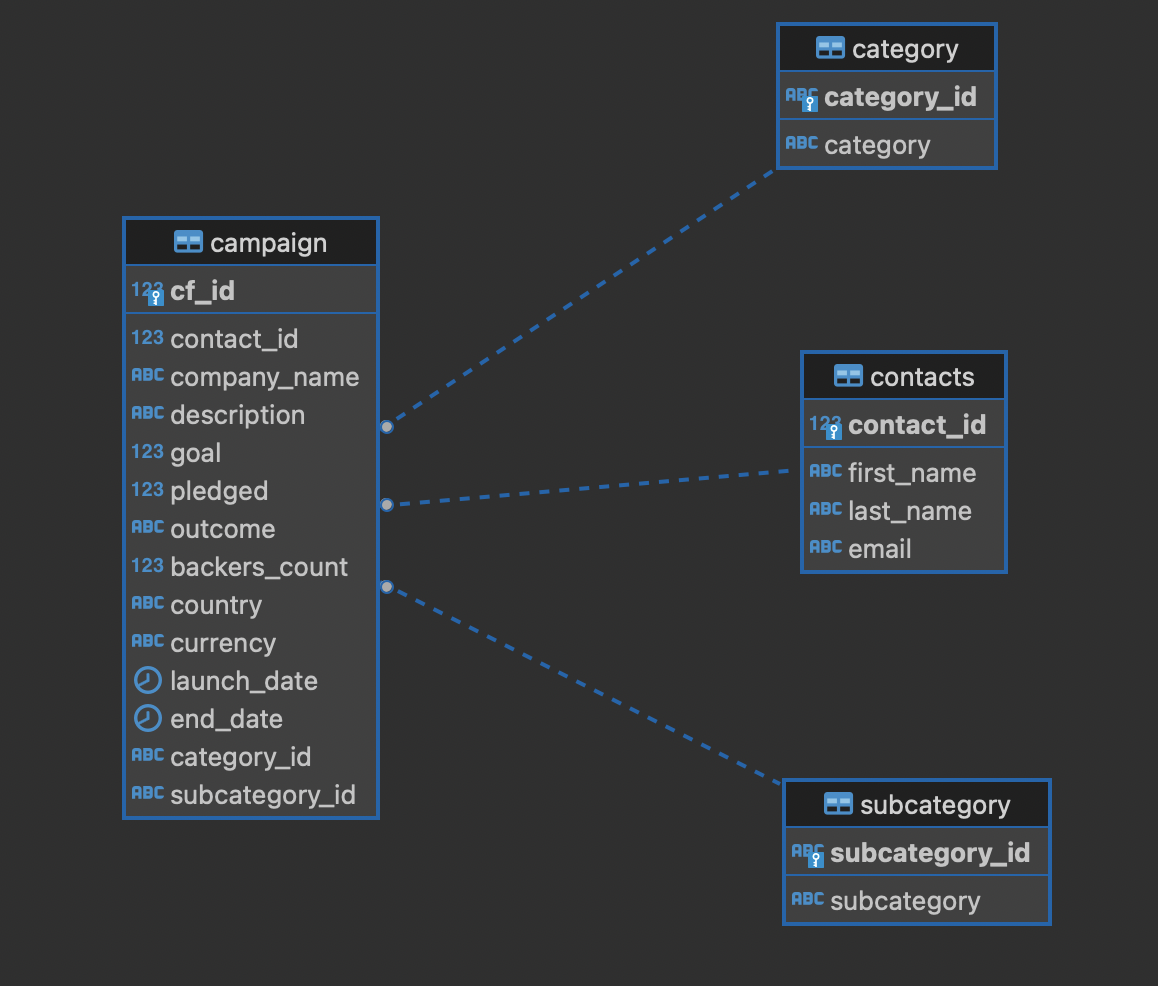 category
ABC category_id
ABC category
campaign
123 cf_id
123 contact_id
ABC company_name
ABC description
123 goal
123 pledged
ABC outcome
123 backers_count
ABC country
ABC currency
launch_date
end_date
ABC category_id
ABC subcategory_id
contacts
123 contact_id
ABC first_name
ABC last_name
ABC email
subcategory
ABC subcategory_id
ABC subcategory